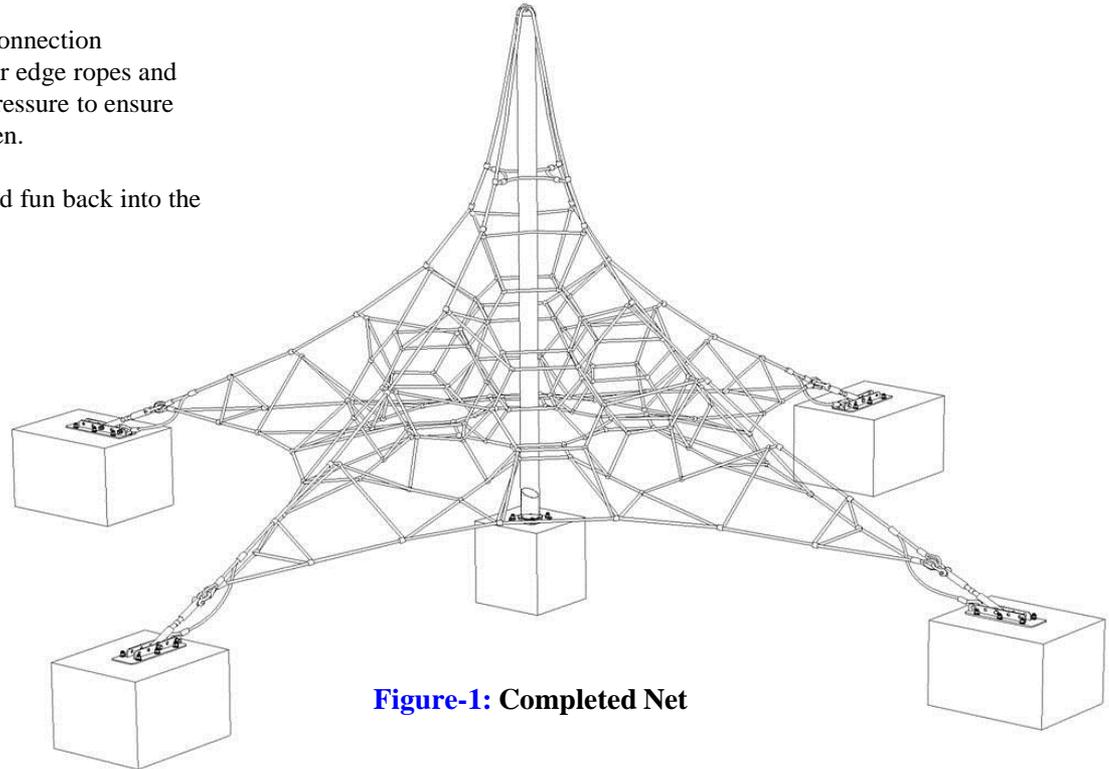 onnection
r edge ropes and
ressure to ensure
en.
d fun back into the
Figure-1: Completed Net